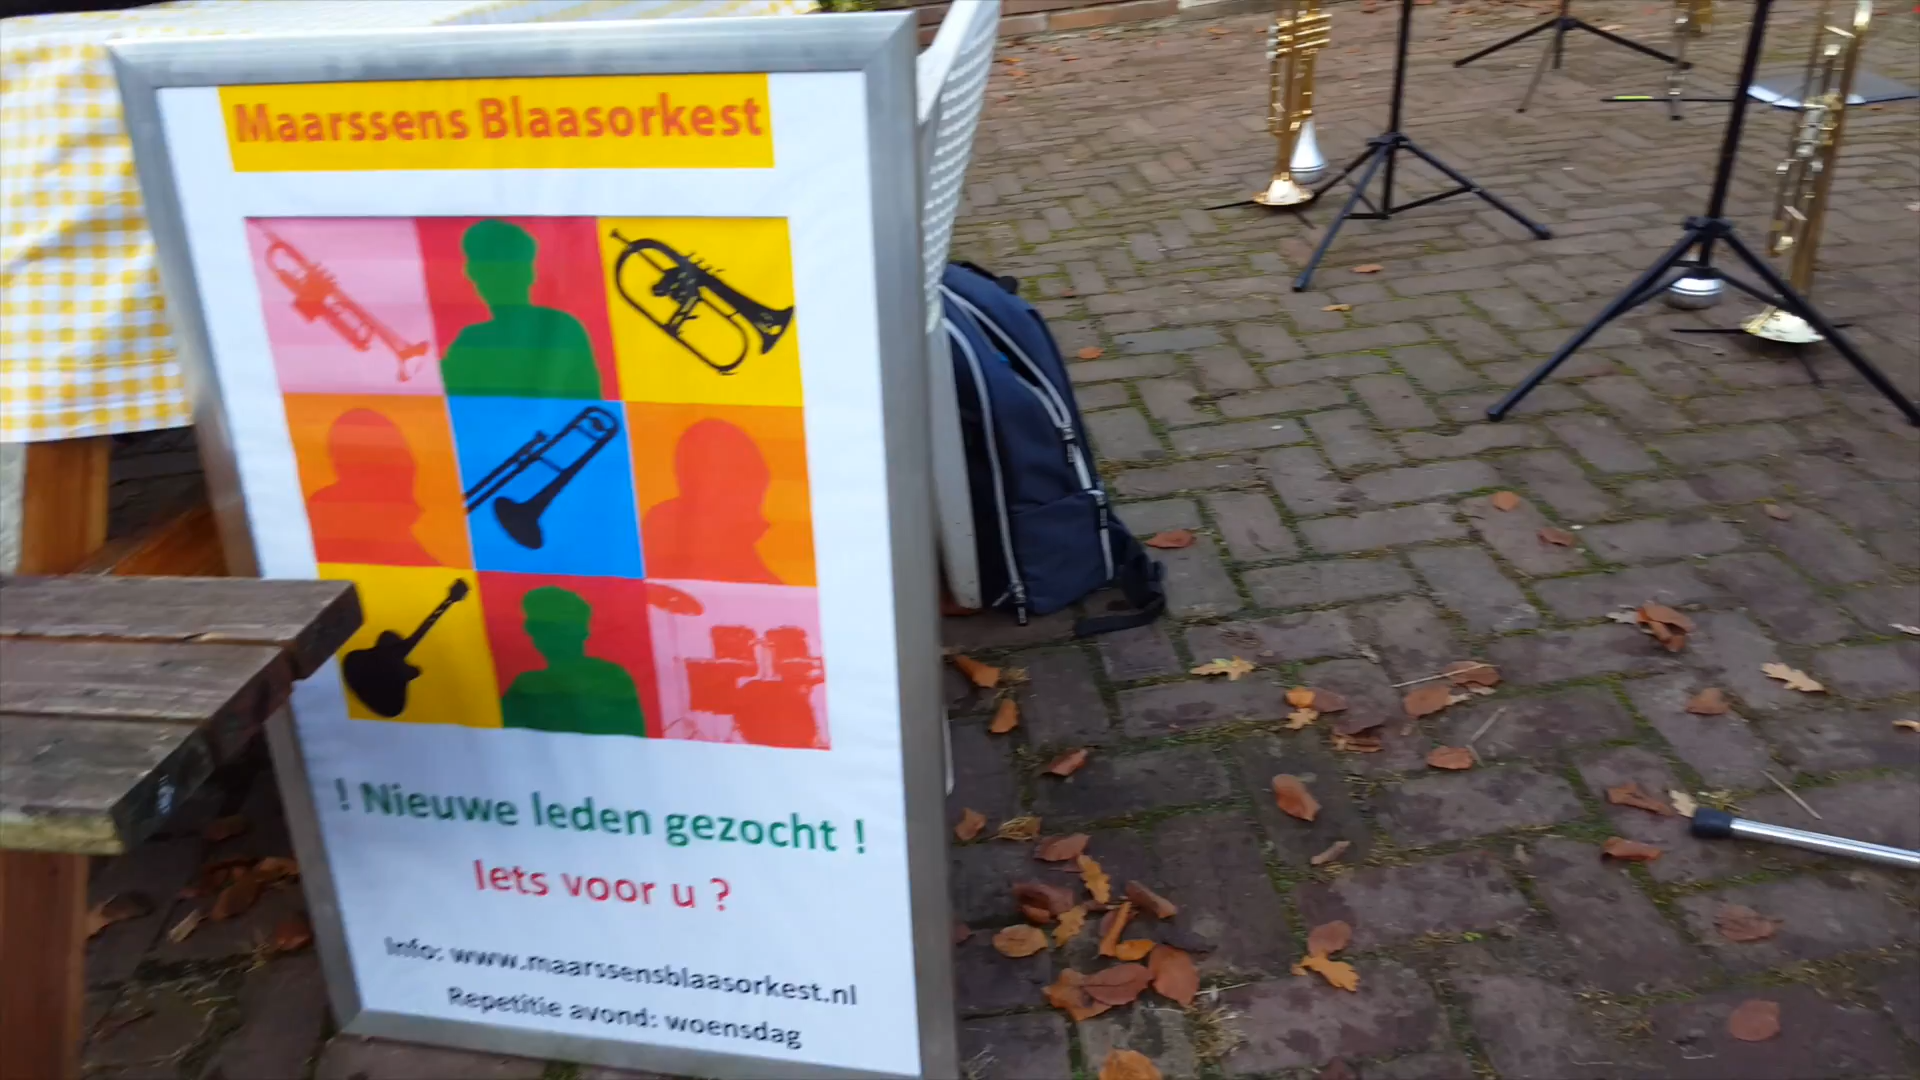 Maarssens Blaasorkest
! Nieuwe leden gezocht !
Iets voor u ?
Info: www.maarssensblaasorkest.nl
Repetitie avond: woensdag